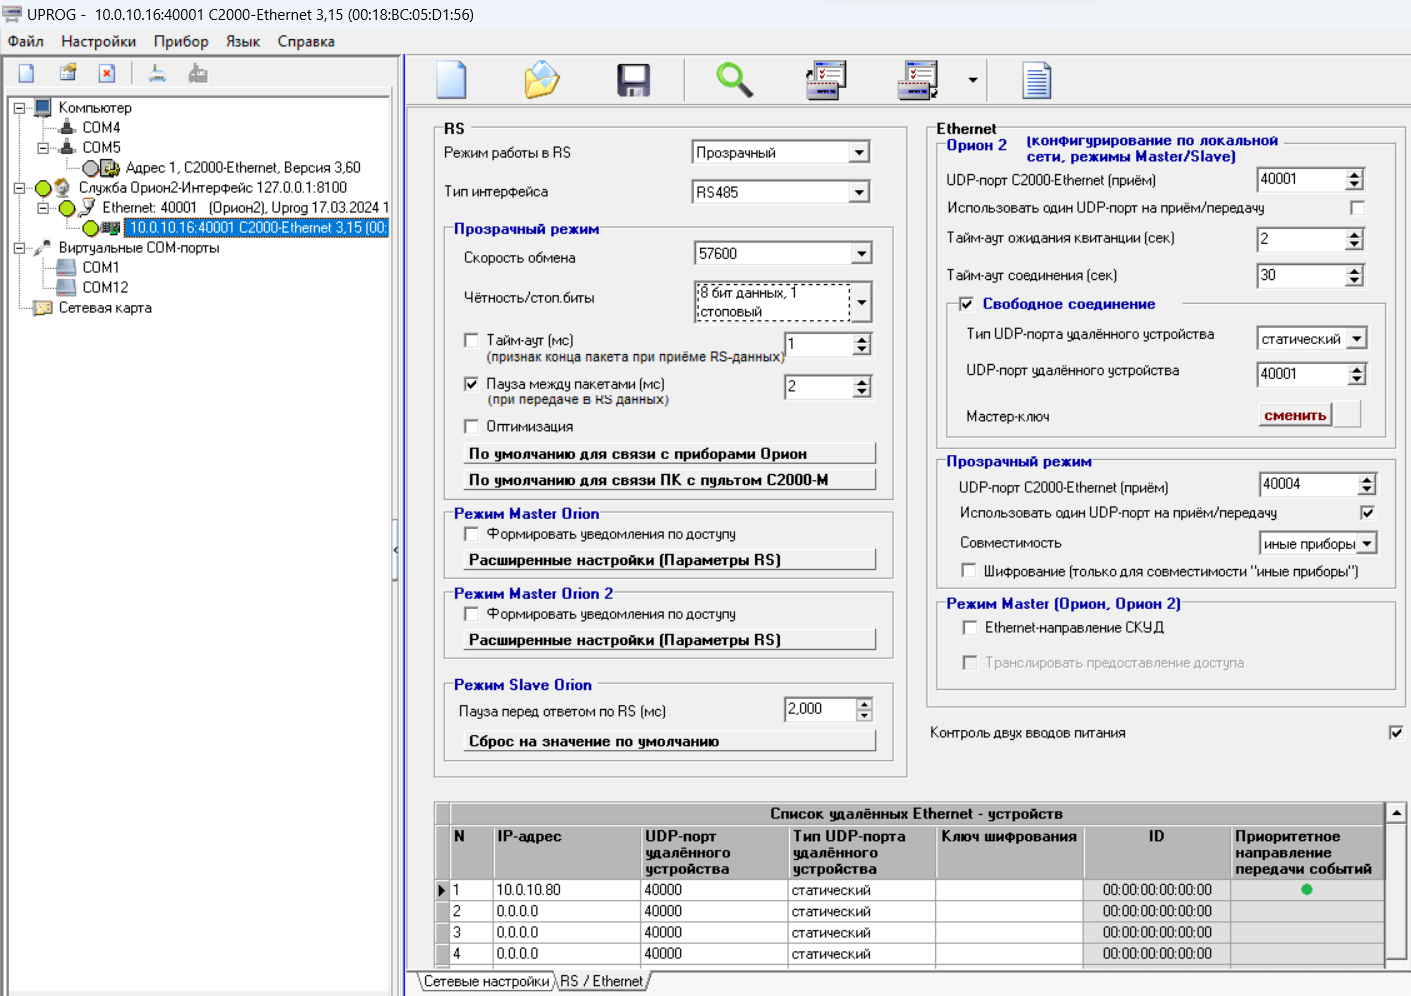 UPROG -  10.0.10.16:40001 C2000-Ethernet 3,15 (00:18:BC:05:D1:56)
Файл Настройки Прибор Язык Справка
Компьютер
COM4
COM5
Адрес 1, C2000-Ethernet, Версия 3,60
Служба Орион2-Интерфейс 127.0.0.1:8100
Ethernet: 40001 (Орион2), Uprog 17.03.2024 1
10.0.10.16:40001 C2000-Ethernet 3,15 (00:
Виртуальные COM-порты
COM1
COM12
Сетевая карта
RS
Режим работы в RS Прозрачный
Тип интерфейса RS485
Прозрачный режим
Скорость обмена 57600
Чётность/стоп.биты 8 бит данных, 1
стоповый
Тайм-аут (мс) 1
(признак конца пакета при приёме RS-данных)
Пауза между пакетами (мс) 2
(при передаче в RS данных)
Оптимизация
По умолчанию для связи с приборами Орион
По умолчанию для связи ПК с пультом С2000-М
Режим Master Orion
Формировать уведомления по доступу
Расширенные настройки (Параметры RS)
Режим Master Orion 2
Формировать уведомления по доступу
Расширенные настройки (Параметры RS)
Режим Slave Orion
Пауза перед ответом по RS (мс) 2,000
Сброс на значение по умолчанию
Ethernet
Орион 2 (конфигурирование по локальной
сети, режимы Master/Slave)
UDP-порт C2000-Ethernet (приём) 40001
Использовать один UDP-порт на приём/передачу
Тайм-аут ожидания квитанции (сек) 2
Тайм-аут соединения (сек) 30
Свободное соединение
Тип UDP-порта удалённого устройства статический
UDP-порт удалённого устройства 40001
Мастер-ключ сменить
Прозрачный режим
UDP-порт C2000-Ethernet (приём) 40004
Использовать один UDP-порт на приём/передачу
Совместимость иные приборы
Шифрование (только для совместимости "иные приборы")
Режим Master (Орион, Орион 2)
Ethernet-направление СКУД
Транслировать предоставление доступа
Контроль двух вводов питания
Список удалённых Ethernet - устройств
N IP-адрес UDP-порт удалённого устройства Тип UDP-порта удалённого устройства Ключ шифрования ID Приоритетное направление передачи событий
1 10.0.10.80 40000 статический 00:00:00:00:00:00
2 0.0.0.0 40000 статический 00:00:00:00:00:00
3 0.0.0.0 40000 статический 00:00:00:00:00:00
4 0.0.0.0 40000 статический 00:00:00:00:00:00
Сетевые настройки RS / Ethernet